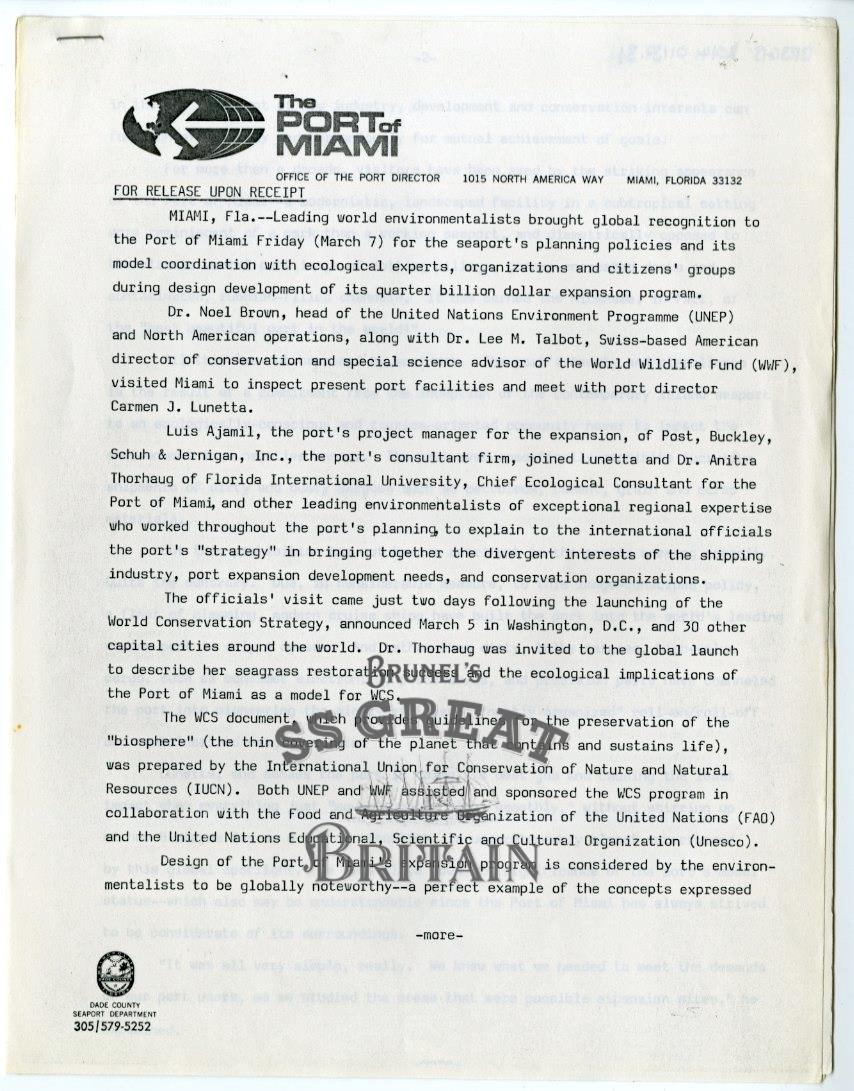 The
PORT of
MIAMI
OFFICE OF THE PORT DIRECTOR 1015 NORTH AMERICA WAY MIAMI, FLORIDA 33132
FOR RELEASE UPON RECEIPT
MIAMI, Fla.--Leading world environmentalists brought global recognition to
the Port of Miami Friday (March 7) for the seaport's planning policies and its
model coordination with ecological experts, organizations and citizens' groups
during design development of its quarter billion dollar expansion program.
Dr. Noel Brown, head of the United Nations Environment Programme (UNEP)
and North American operations, along with Dr. Lee M. Talbot, Swiss-based American
director of conservation and special science advisor of the World Wildlife Fund (WWF),
visited Miami to inspect present port facilities and meet with port director
Carmen J. Lunetta.
Luis Ajamil, the port's project manager for the expansion, of Post, Buckley,
Schuh & Jernigan, Inc., the port's consultant firm, joined Lunetta and Dr. Anitra
Thorhaug of Florida International University, Chief Ecological Consultant for the
Port of Miami, and other leading environmentalists of exceptional regional expertise
who worked throughout the port's planning, to explain to the international officials
the port's "strategy" in bringing together the divergent interests of the shipping
industry, port expansion development needs, and conservation organizations.
The officials' visit came just two days following the launching of the
World Conservation Strategy, announced March 5 in Washington, D.C., and 30 other
capital cities around the world. Dr. Thorhaug was invited to the global launch
to describe her seagrass restoration success and the ecological implications of
the Port of Miami as a model for WCS.
The WCS document, which provides guidelines for the preservation of the
"biosphere" (the thin covering of the planet that contains and sustains life),
was prepared by the International Union for Conservation of Nature and Natural
Resources (IUCN). Both UNEP and WWF assisted and sponsored the WCS program in
collaboration with the Food and Agriculture Organization of the United Nations (FAO)
and the United Nations Educational, Scientific and Cultural Organization (Unesco).
Design of the Port of Miami's expansion program is considered by the environ-
mentalists to be globally noteworthy--a perfect example of the concepts expressed
-more-
BRUNEL'S
SS GREAT
BRITAIN
DADE COUNTY
SEAPORT DEPARTMENT
305/579-5252